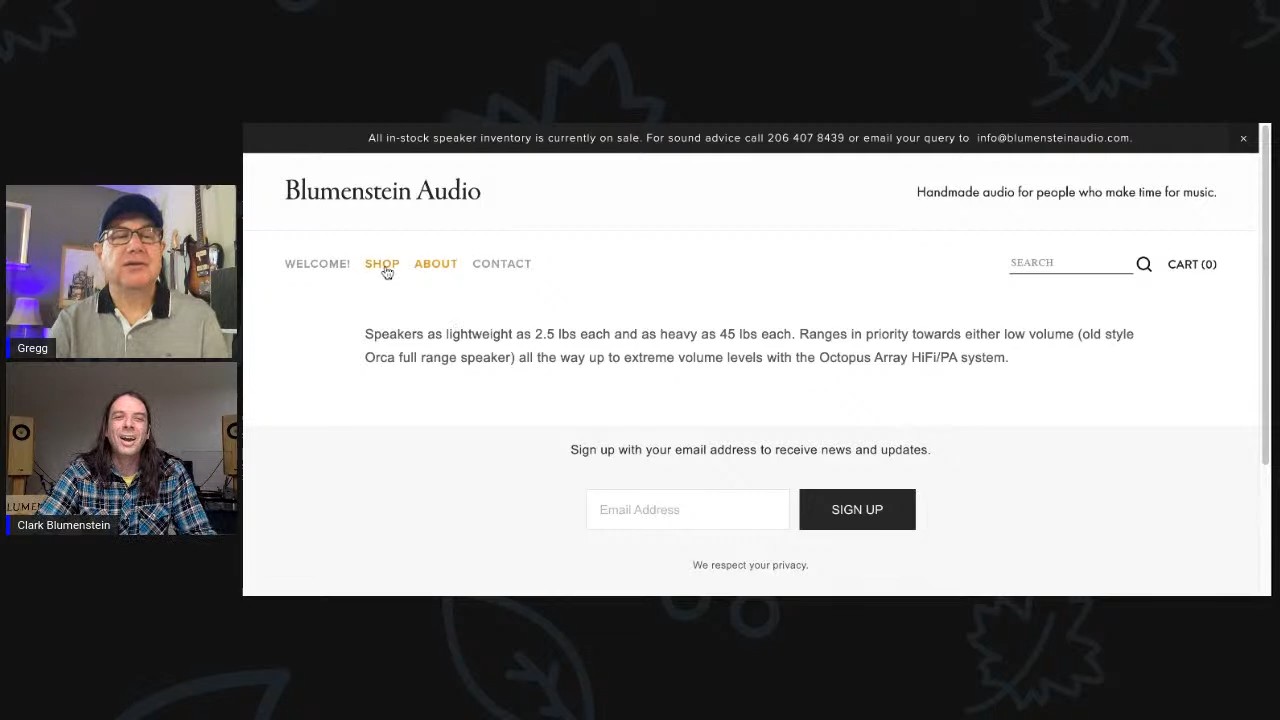 All in-stock speaker inventory is currently on sale. For sound advice call 206 407 8439 or email your query to info@blumensteinaudio.com.
×
Blumenstein Audio
Handmade audio for people who make time for music.
WELCOME! SHOP ABOUT CONTACT
SEARCH
CART (0)
Speakers as lightweight as 2.5 lbs each and as heavy as 45 lbs each. Ranges in priority towards either low volume (old style
Orca full range speaker) all the way up to extreme volume levels with the Octopus Array HiFi/PA system.
Sign up with your email address to receive news and updates.
Email Address
SIGN UP
We respect your privacy.
Gregg
BLUMEN
Clark Blumenstein